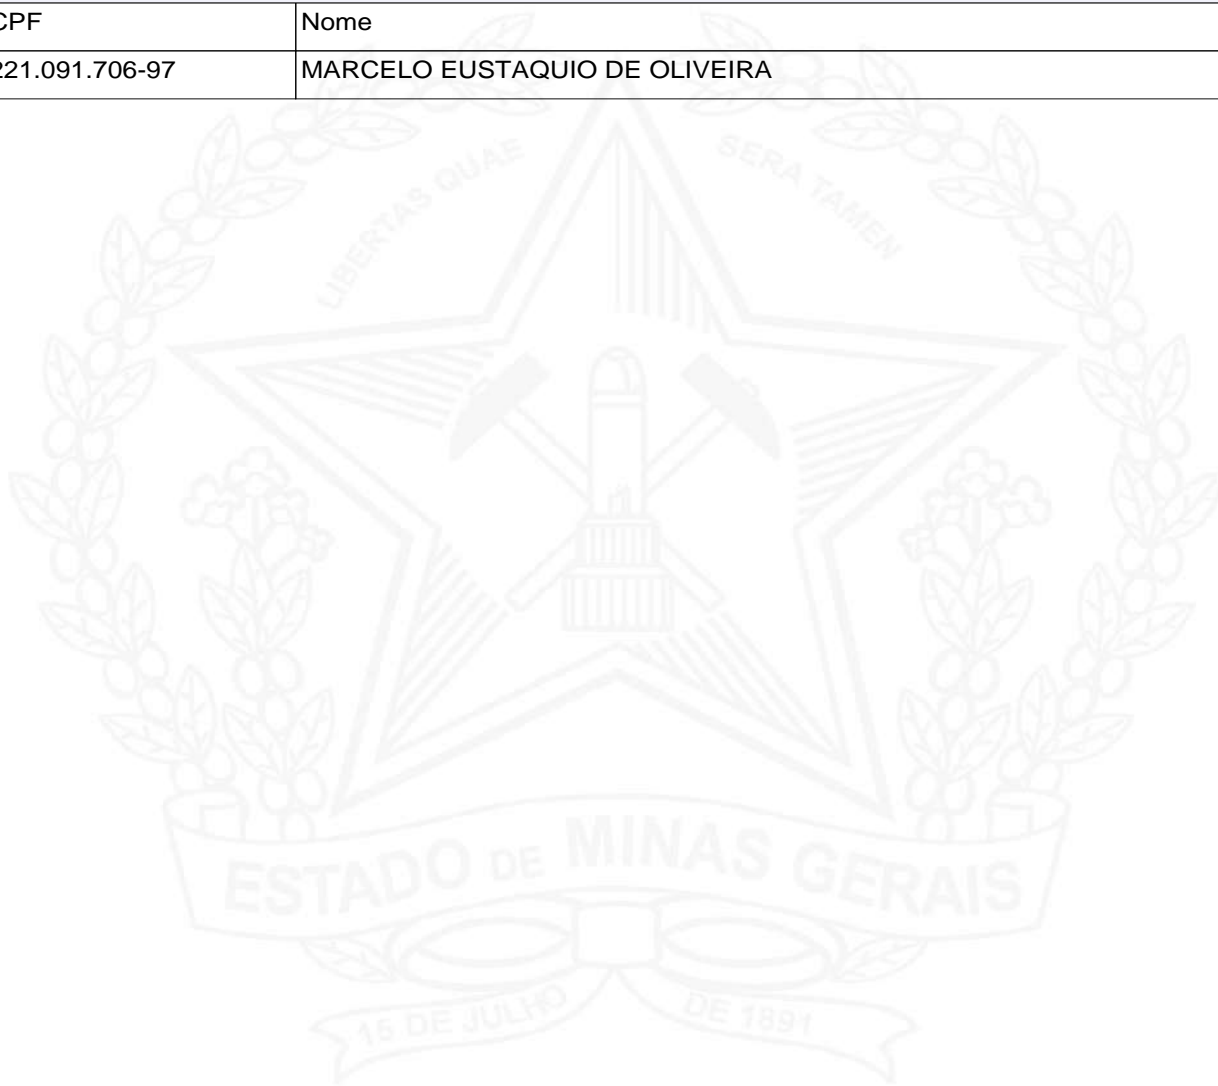 CPF Nome
221.091.706-97 MARCELO EUSTAQUIO DE OLIVEIRA
LIBERTAS QUAE SERA TAMEN
ESTADO DE MINAS GERAIS
15 DE JULHO DE 1891